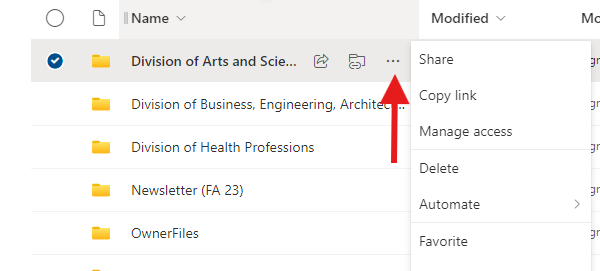 Name Modified Mo
Division of Arts and Scie... ...
Share
Copy link
Division of Business, Engineering, Architec...
Manage access
Division of Health Professions
Delete
Newsletter (FA 23)
Automate
OwnerFiles
Favorite